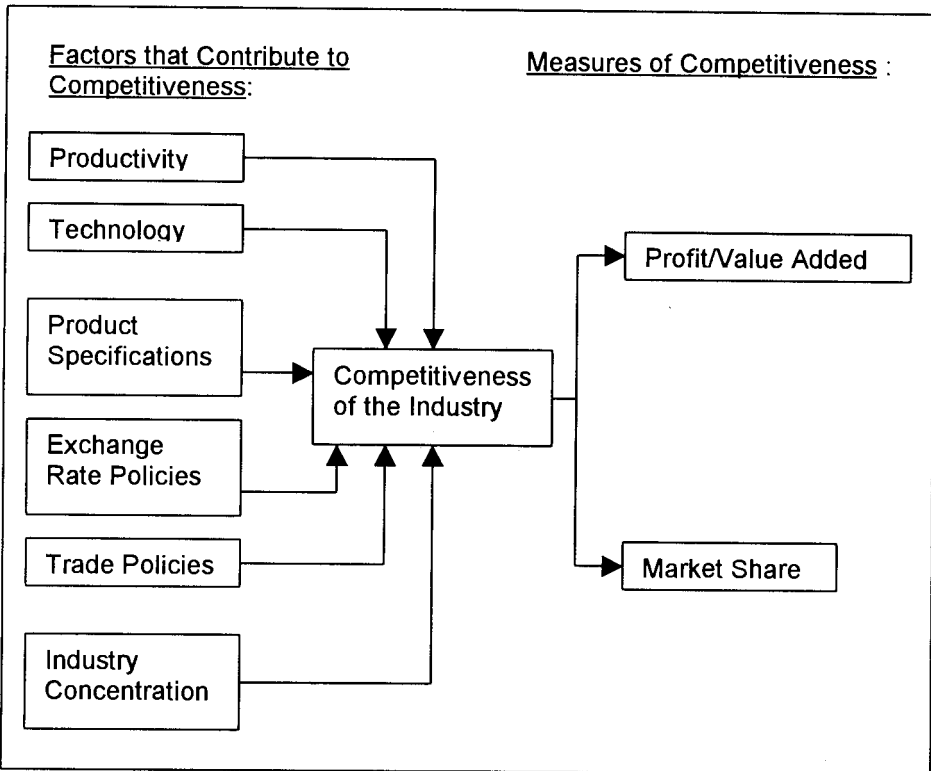 Factors that Contribute to
Competitiveness:
Measures of Competitiveness :
Productivity
Technology
Product
Specifications
Exchange
Rate Policies
Trade Policies
Industry
Concentration
Competitiveness
of the Industry
Profit/Value Added
Market Share